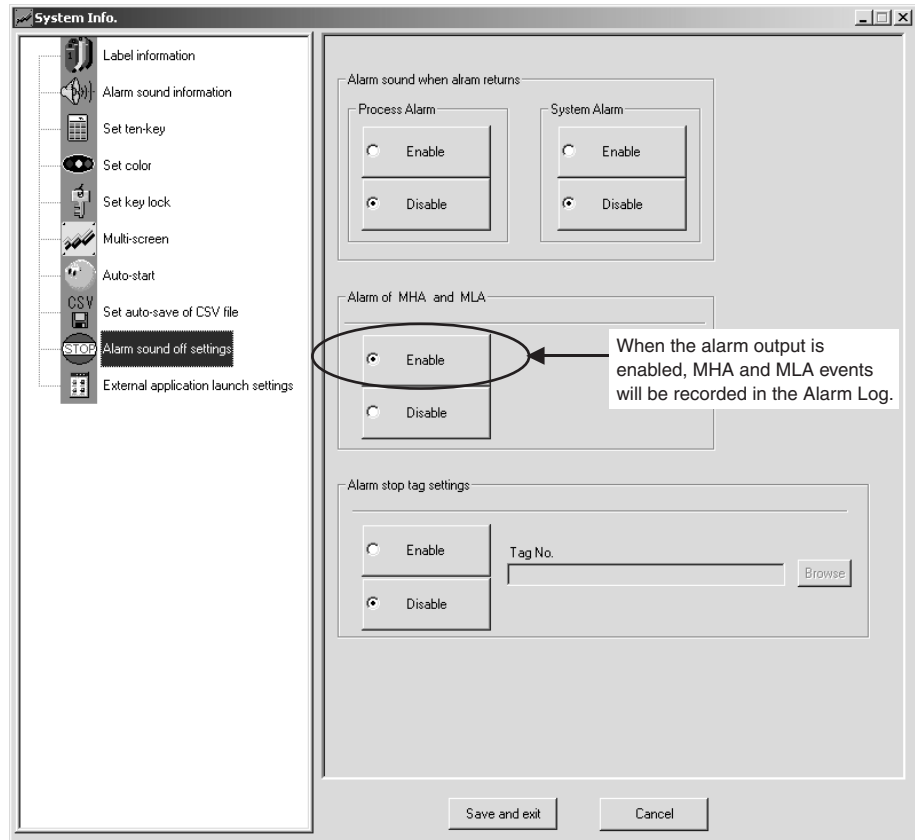 System Info.
Label information
Alarm sound information
Set ten-key
Set color
Set key lock
Multi-screen
Auto-start
CSV
Set auto-save of CSV file
STOP
Alarm sound off settings
External application launch settings
Alarm sound when alram returns
Process Alarm
Enable
Disable
System Alarm
Enable
Disable
Alarm of MHA and MLA
Enable
Disable
When the alarm output is
enabled, MHA and MLA events
will be recorded in the Alarm Log.
Alarm stop tag settings
Enable
Disable
Tag No.
Browse
Save and exit
Cancel